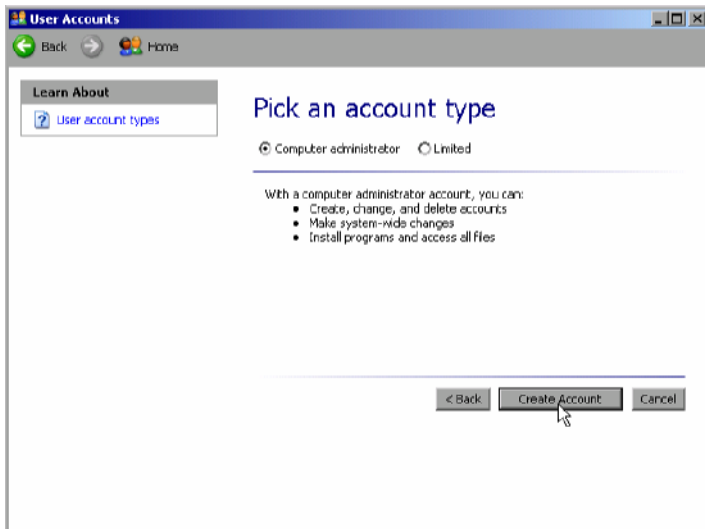 User Accounts
Back Home
Learn About
User account types
Pick an account type
Computer administrator Limited
With a computer administrator account, you can:
• Create, change, and delete accounts
• Make system-wide changes
• Install programs and access all files
< Back Create Account Cancel